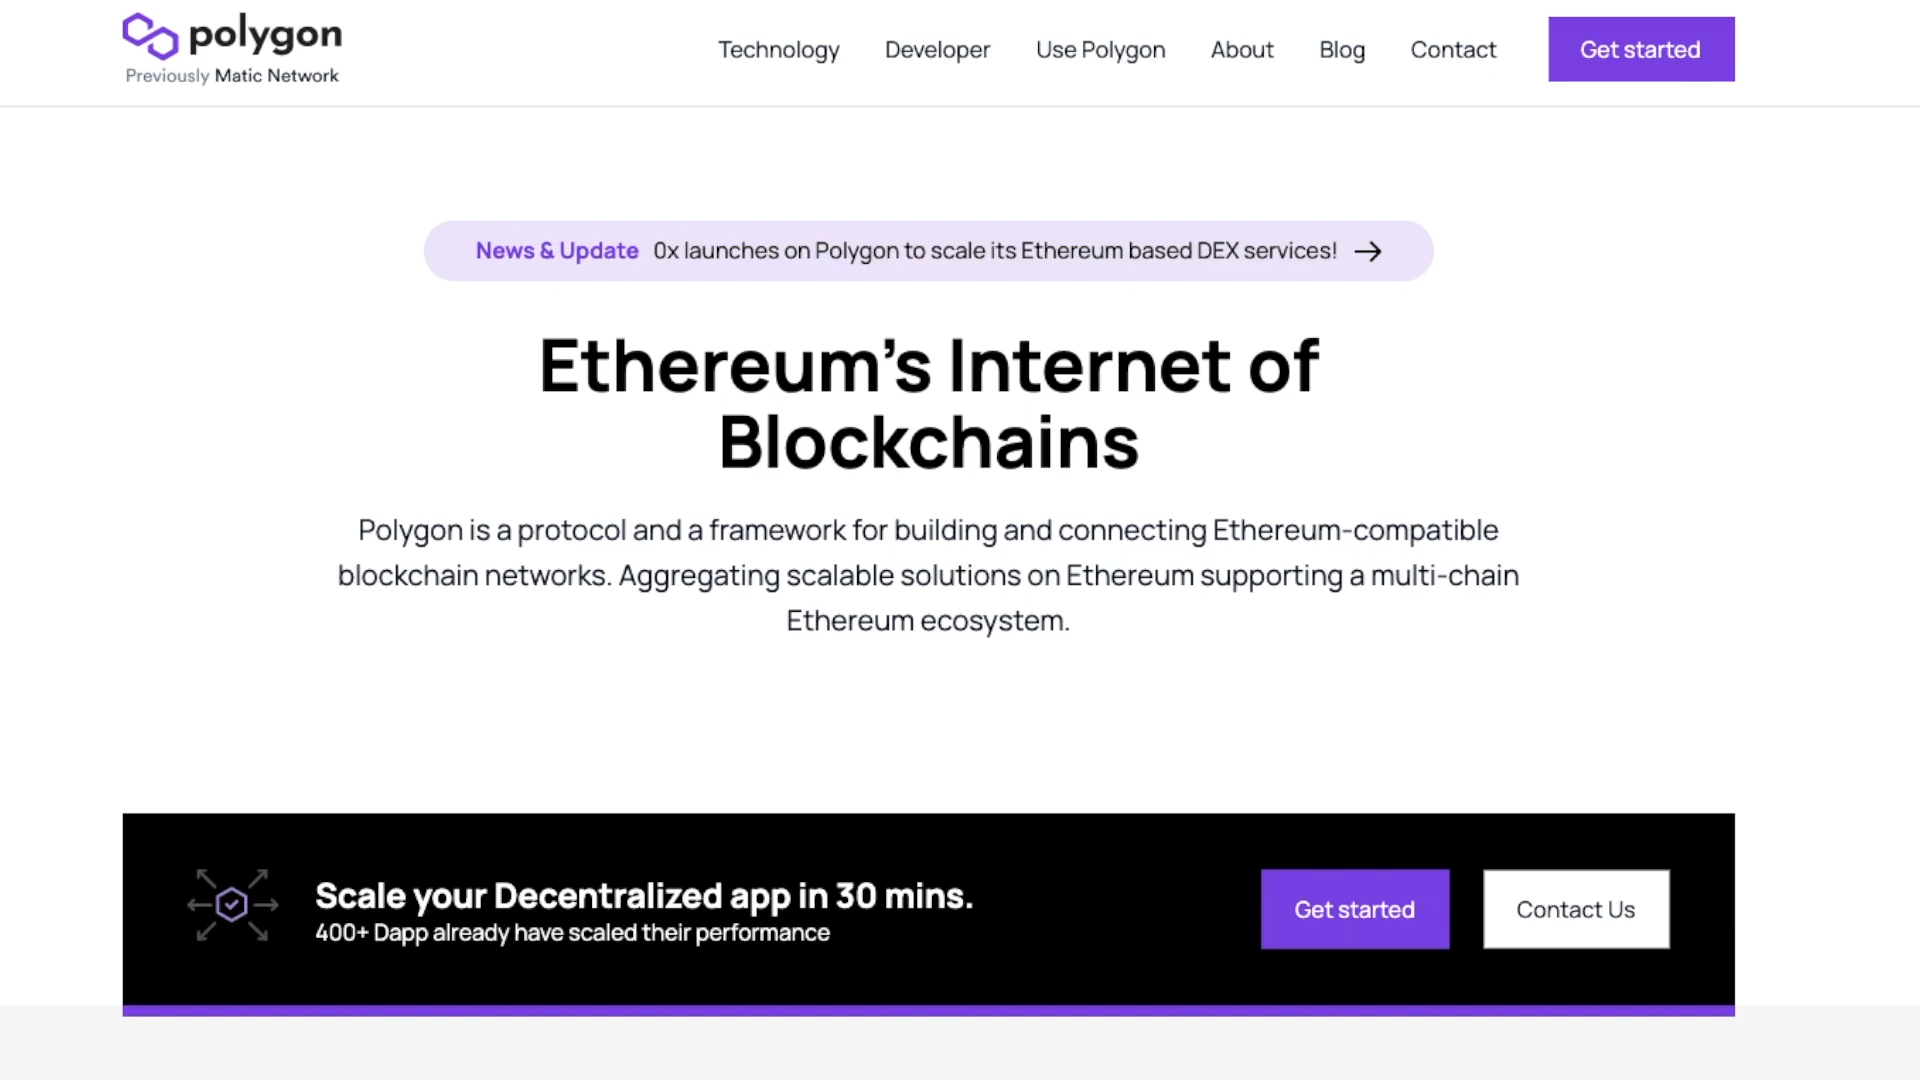 polygon
Previously Matic Network
Technology Developer Use Polygon About Blog Contact Get started
News & Update 0x launches on Polygon to scale its Ethereum based DEX services! →
Ethereum’s Internet of
Blockchains
Polygon is a protocol and a framework for building and connecting Ethereum-compatible
blockchain networks. Aggregating scalable solutions on Ethereum supporting a multi-chain
Ethereum ecosystem.
Scale your Decentralized app in 30 mins.
400+ Dapp already have scaled their performance
Get started Contact Us